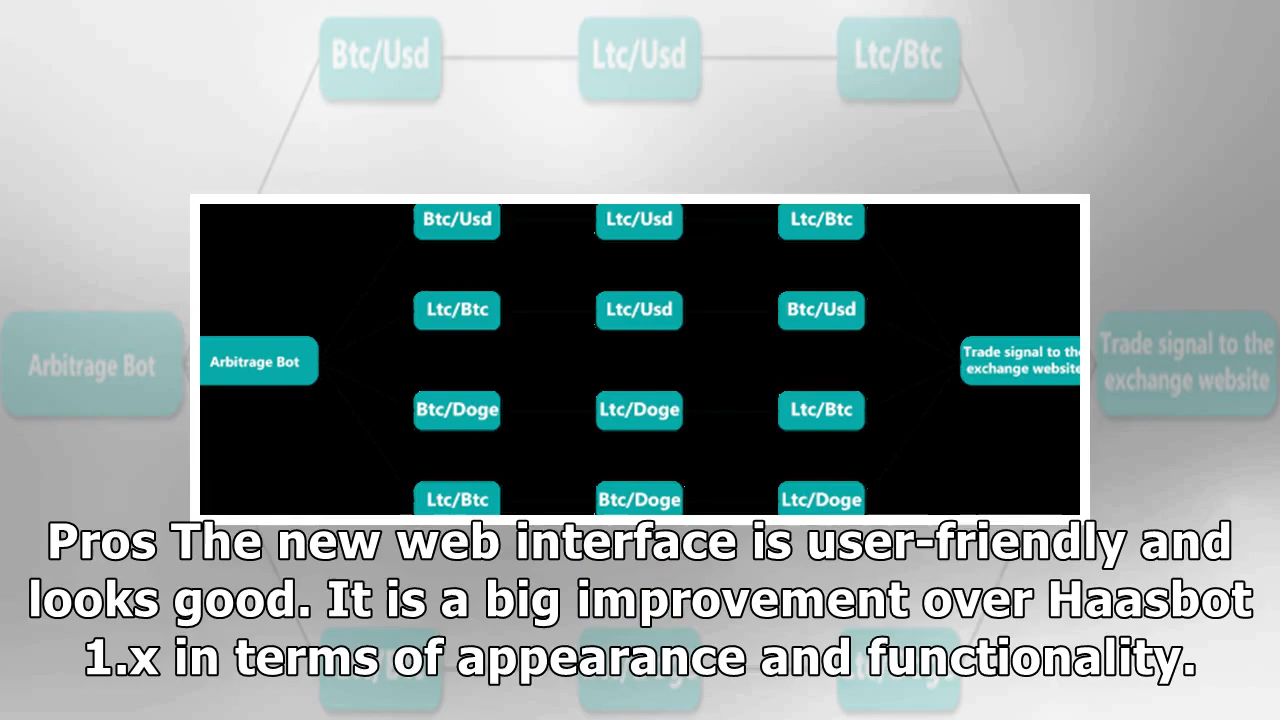 Btc/Usd Ltc/Usd Ltc/Btc
Btc/Usd Ltc/Usd Ltc/Btc
Ltc/Btc Ltc/Usd Btc/Usd
Arbitrage Bot
Arbitrage Bot
Trade signal to the
exchange website
Trade signal to the
exchange website
Btc/Doge Ltc/Doge Ltc/Btc
Ltc/Btc Btc/Doge Ltc/Doge
Pros The new web interface is user-friendly and
looks good. It is a big improvement over Haasbot
1.x in terms of appearance and functionality.